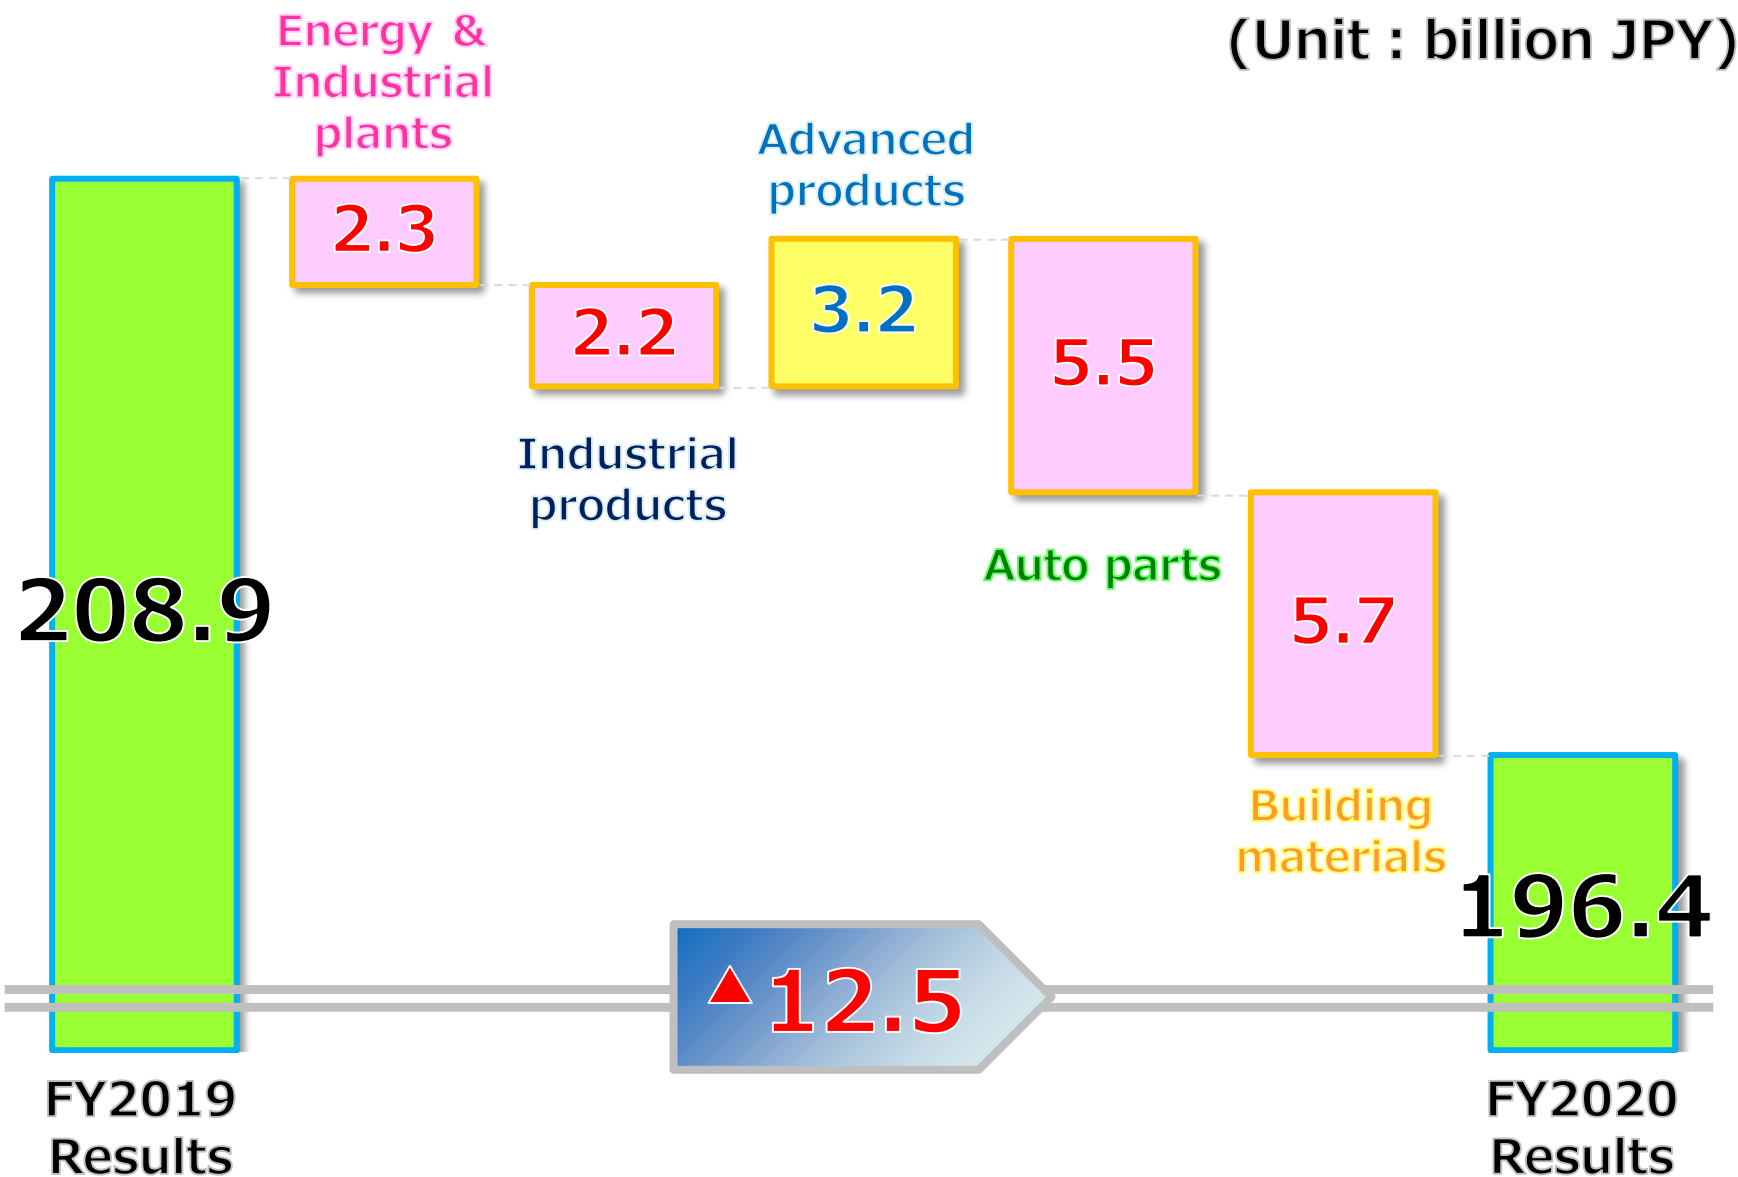 (Unit : billion JPY)
Energy &
Industrial
plants
2.3
2.2
Industrial
products
Advanced
products
3.2
5.5
Auto parts
5.7
Building
materials
208.9
196.4
▲12.5
FY2019
Results
FY2020
Results